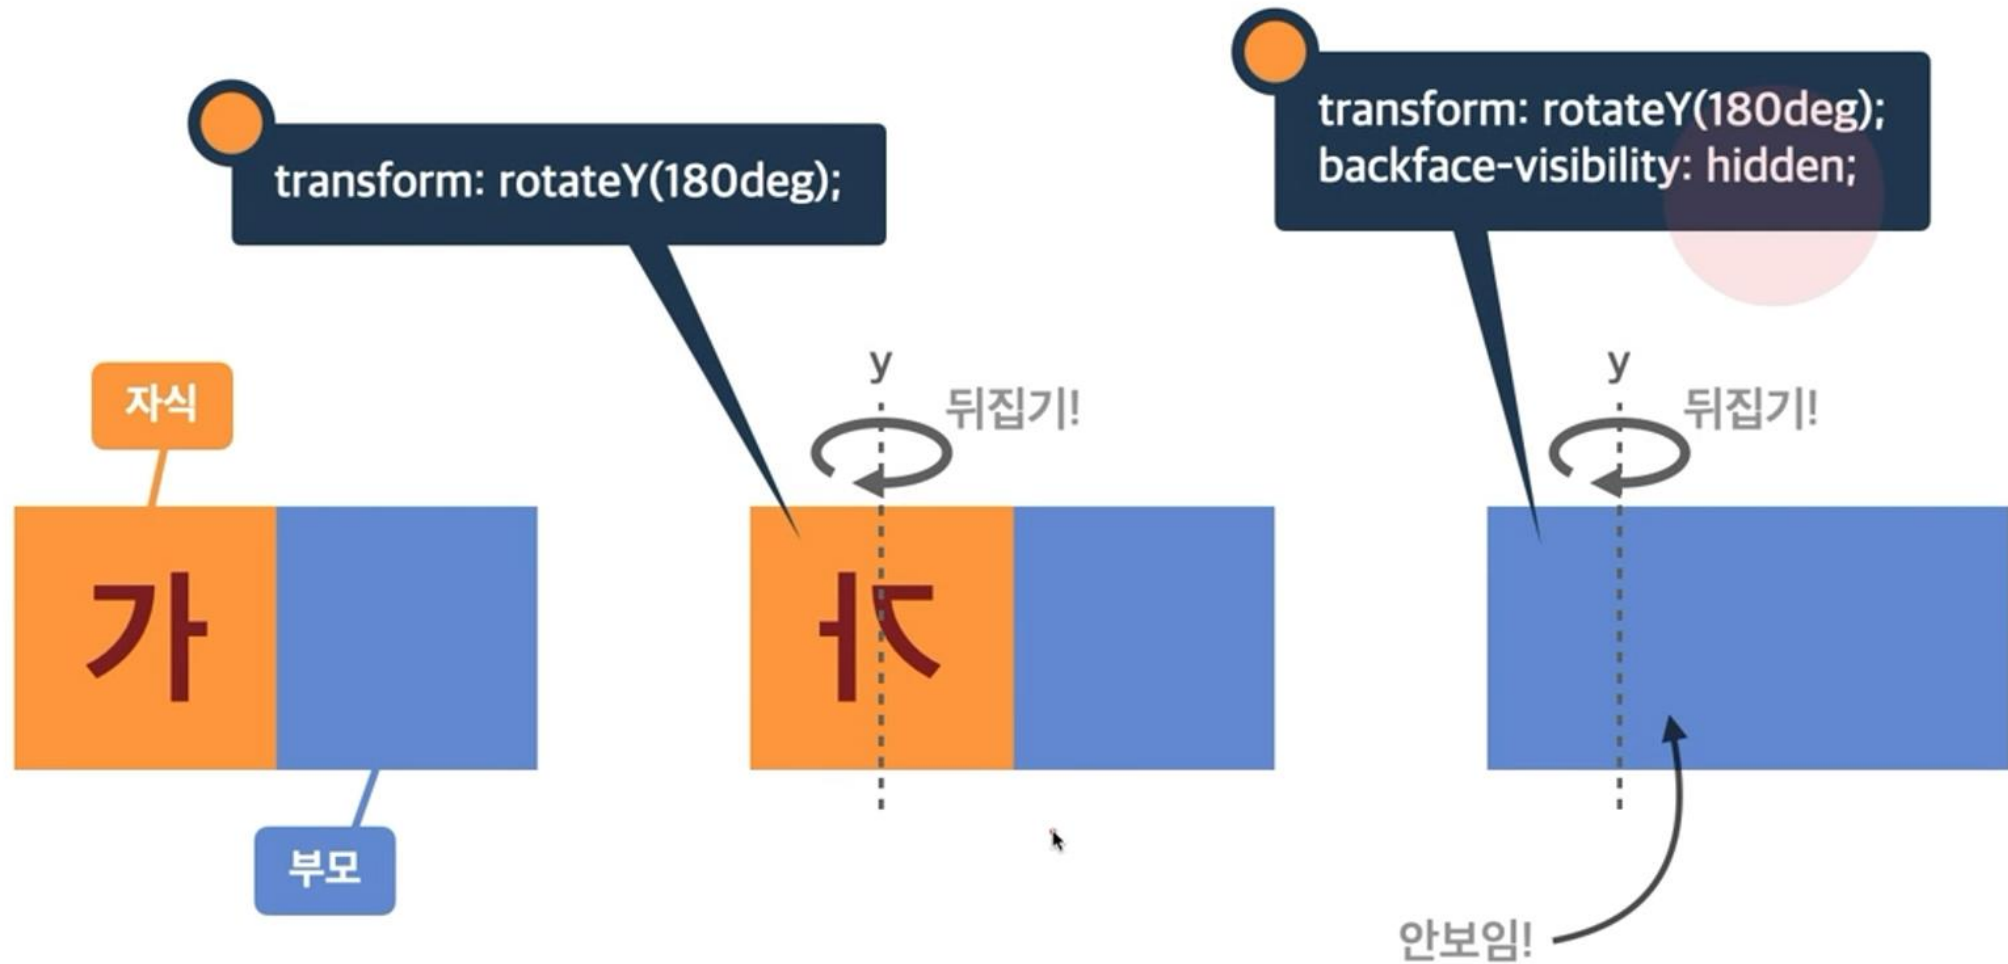 transform: rotateY(180deg);
transform: rotateY(180deg);
backface-visibility: hidden;
자식
가
부모
y
뒤집기!
가
y
뒤집기!
안보임!